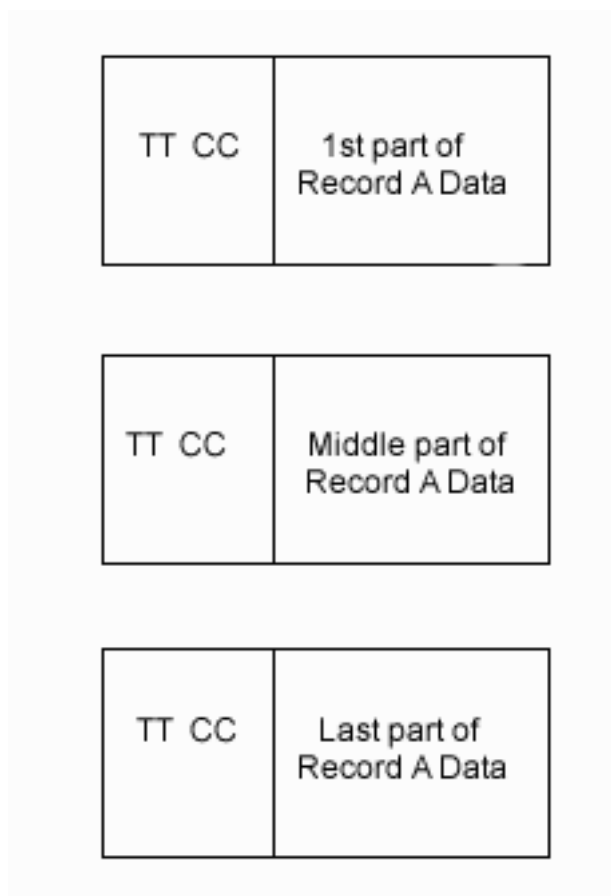 TT CC
1st part of
Record A Data
TT CC
Middle part of
Record A Data
TT CC
Last part of
Record A Data